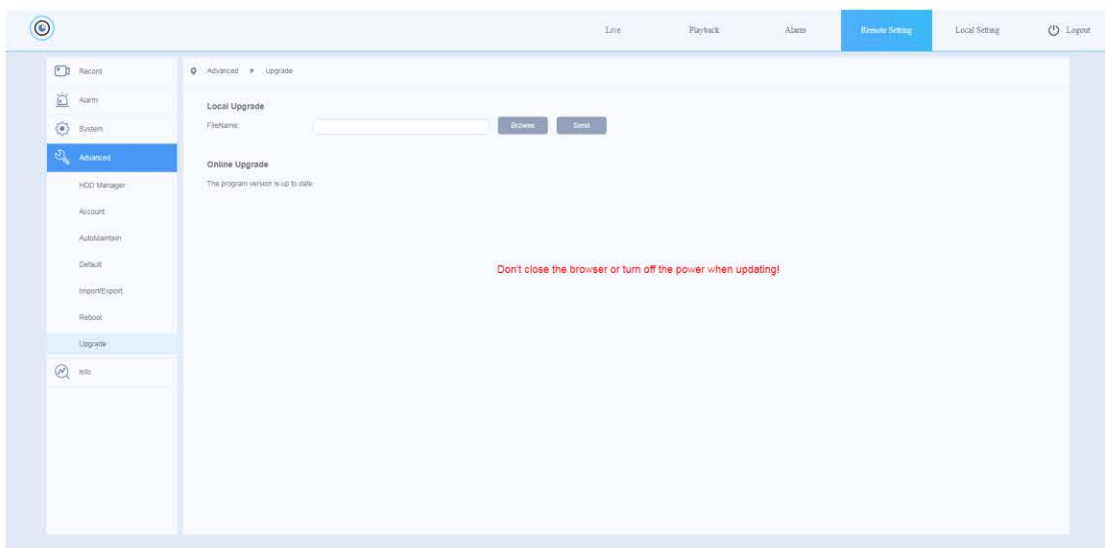 Live Playback Alarm Remote Setting Local Setting Logout
Record
Advanced Upgrade
Alarm
Local Upgrade
System
FileName: Browse Send
Advanced
Online Upgrade
HDD Manager
The program version is up to date
Account
AutoMaintain
Default
Don't close the browser or turn off the power when updating!
Import/Export
Reboot
Upgrade
Info